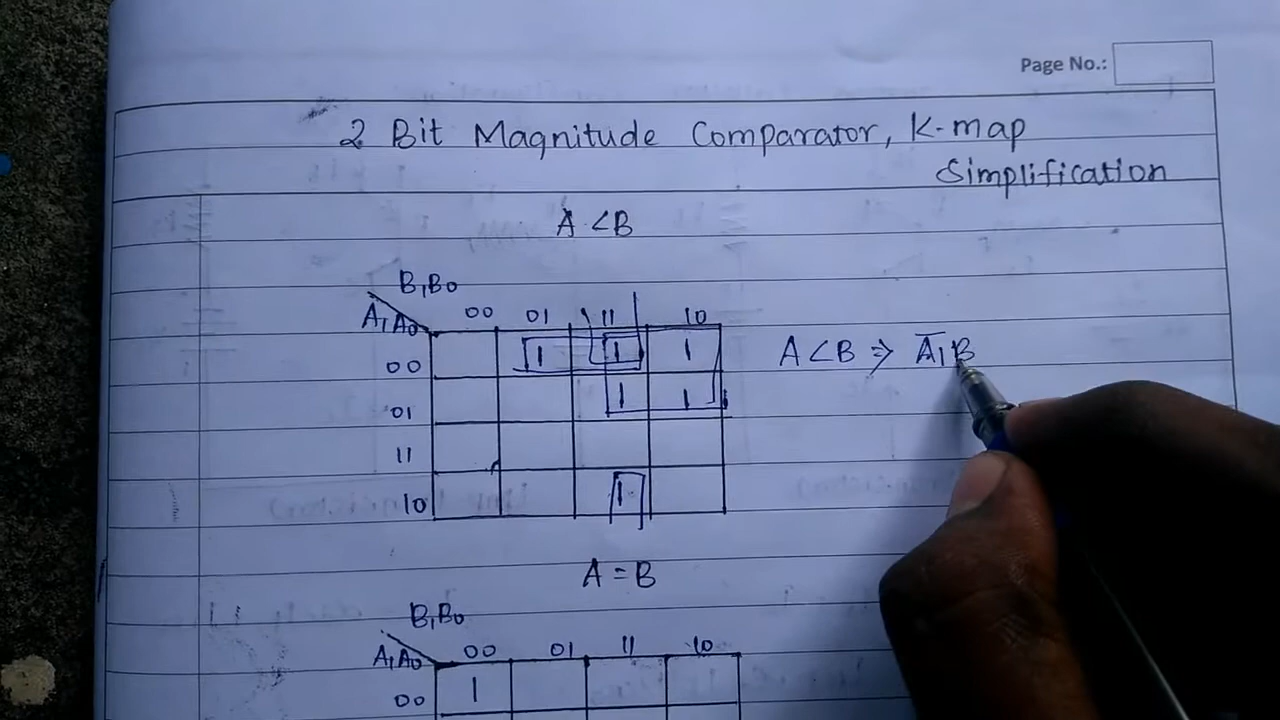 Page No.:
2 Bit Magnitude Comparator, K-map
Simplification
A<B
B₁B₀
A₁A₀ 00 01 11 10
00 1 1 1
01 1 1
11
10 1
A<B ⇒ A̅₁B
A=B
B₁B₀
A₁A₀ 00 01 11 10
00 1